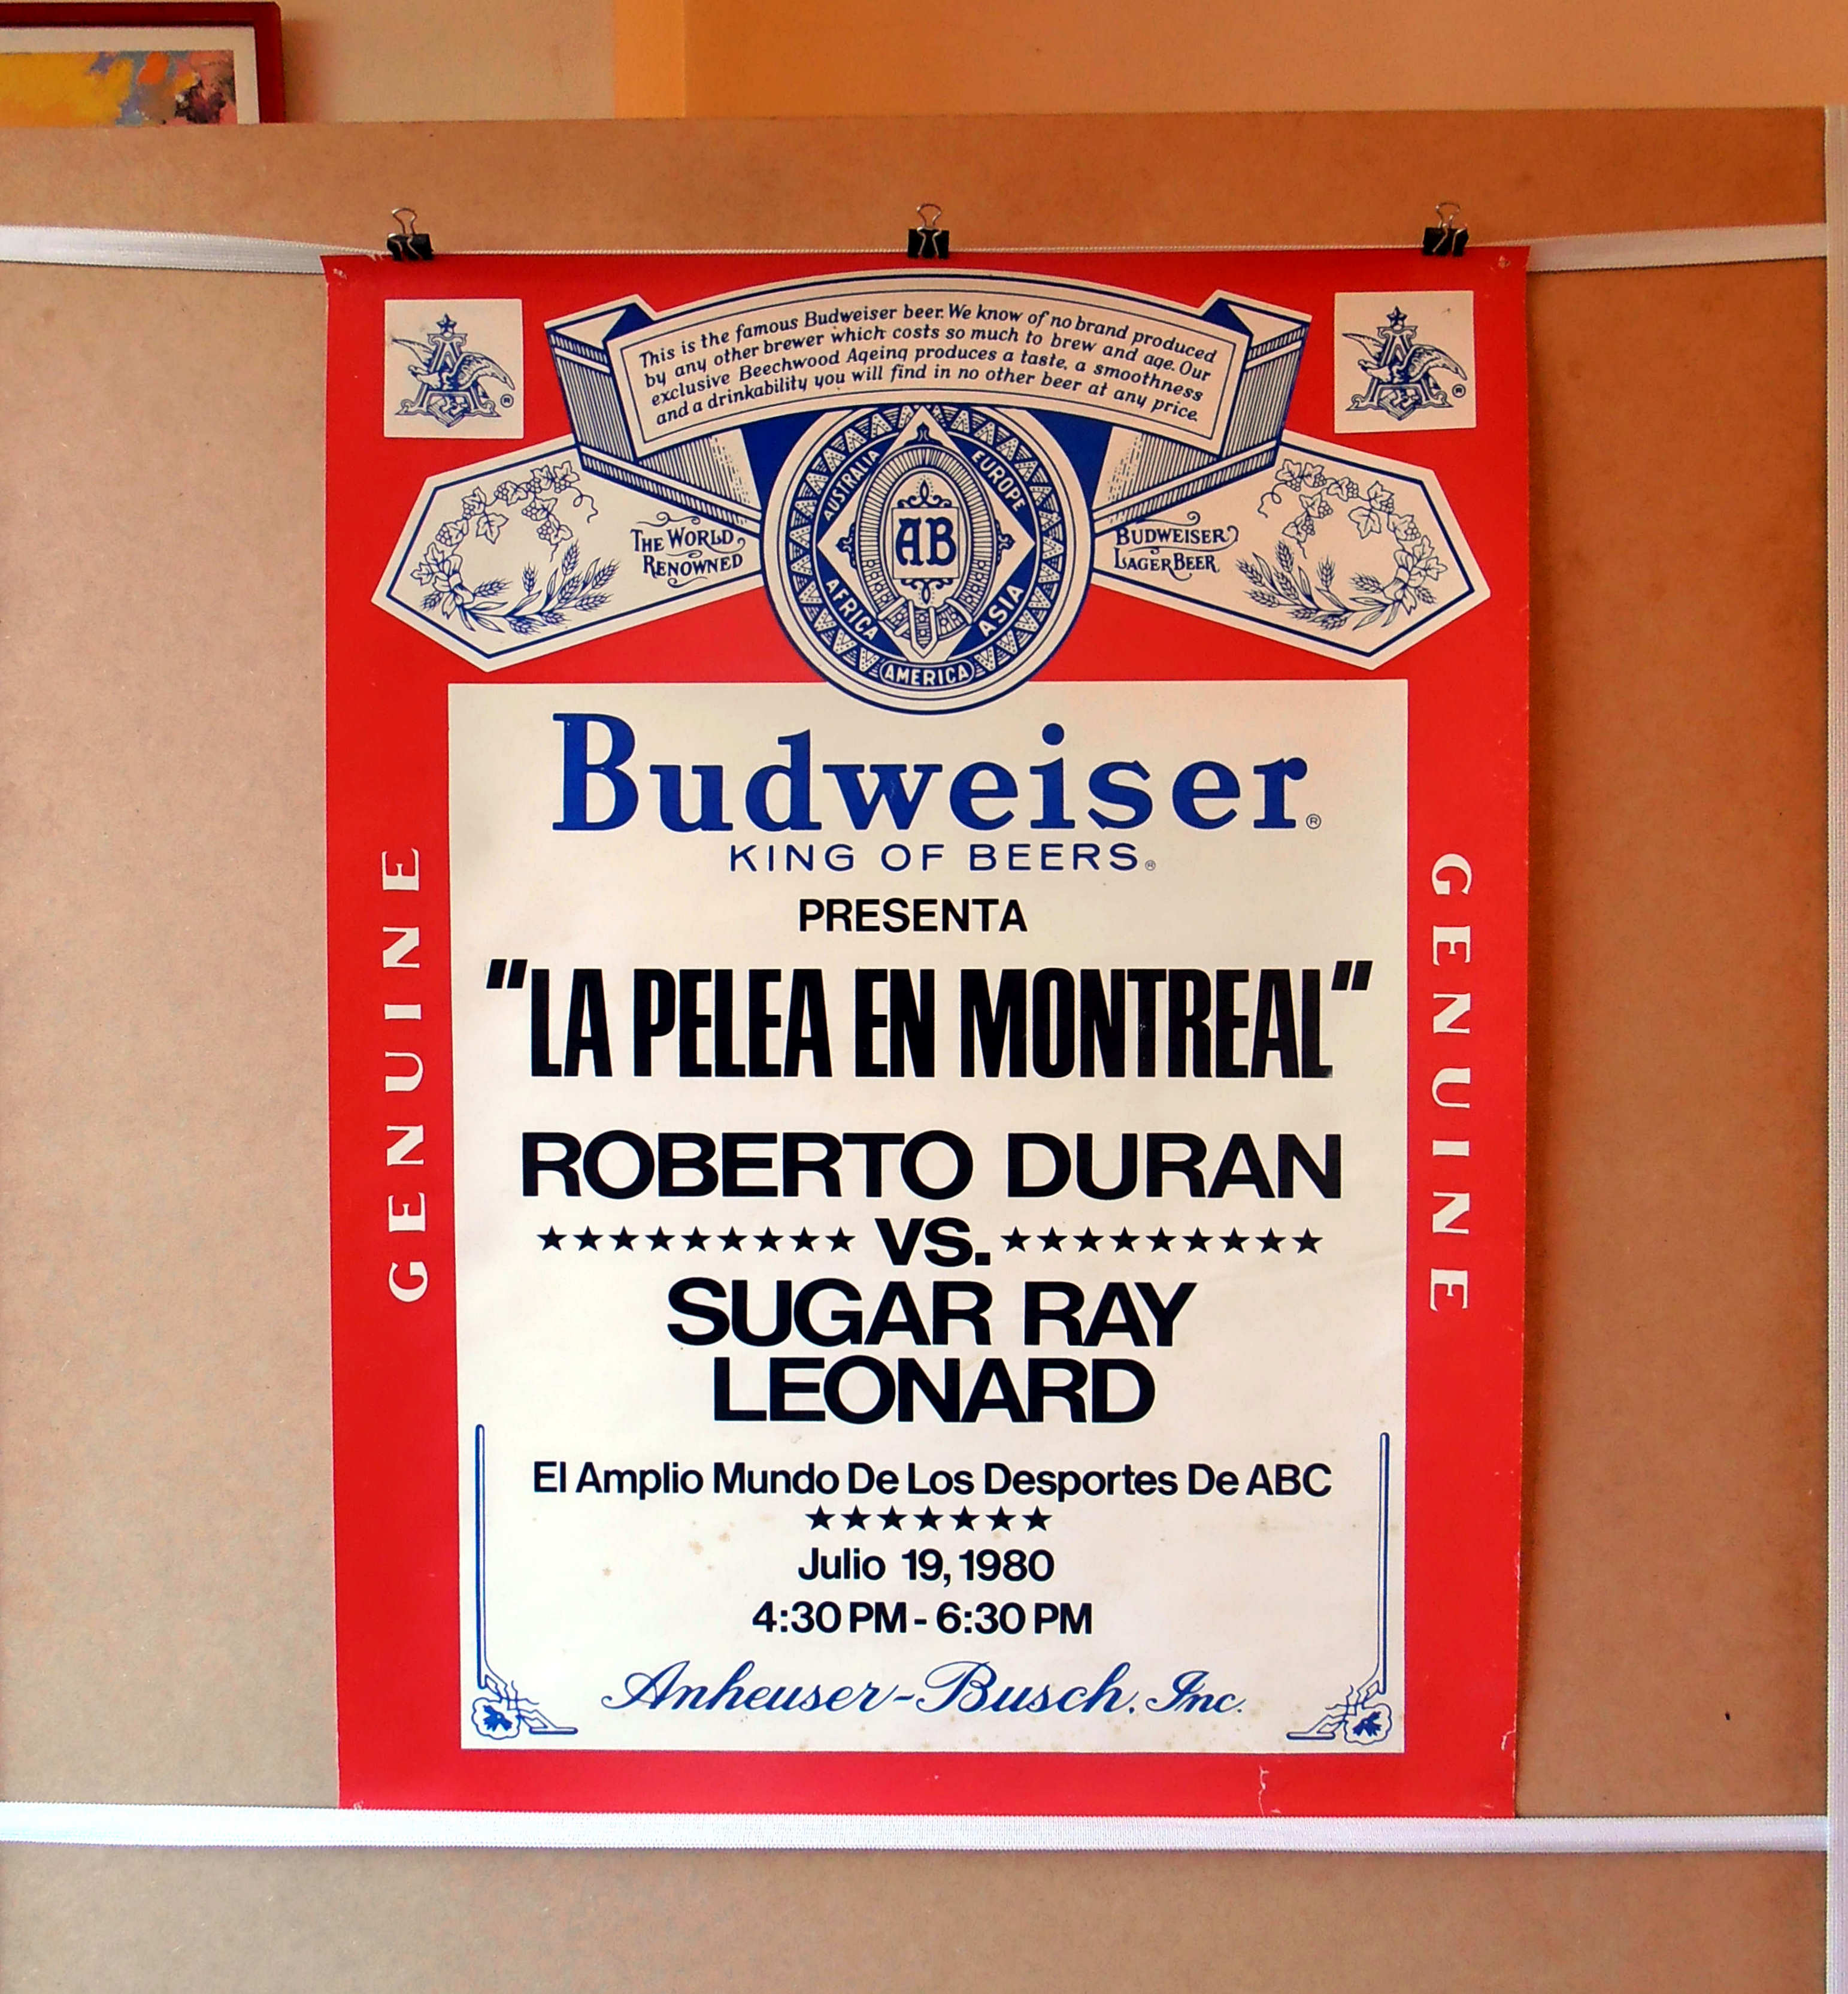 This is the famous Budweiser beer. We know of no brand produced
by any other brewer which costs so much to brew and age. Our
exclusive Beechwood Ageing produces a taste, a smoothness
and a drinkability you will find in no other beer at any price.
THE WORLD
RENOWNED
AUSTRALIA
EUROPE
AB
AFRICA
ASIA
AMERICA
BUDWEISER
LAGER BEER
Budweiser®
KING OF BEERS®
PRESENTA
"LA PELEA EN MONTREAL"
ROBERTO DURAN
★★★★★★★★★ VS. ★★★★★★★★★
SUGAR RAY
LEONARD
El Amplio Mundo De Los Desportes De ABC
★★★★★★★
Julio 19, 1980
4:30 PM - 6:30 PM
Anheuser-Busch, Inc.
GENUINE
GENUINE